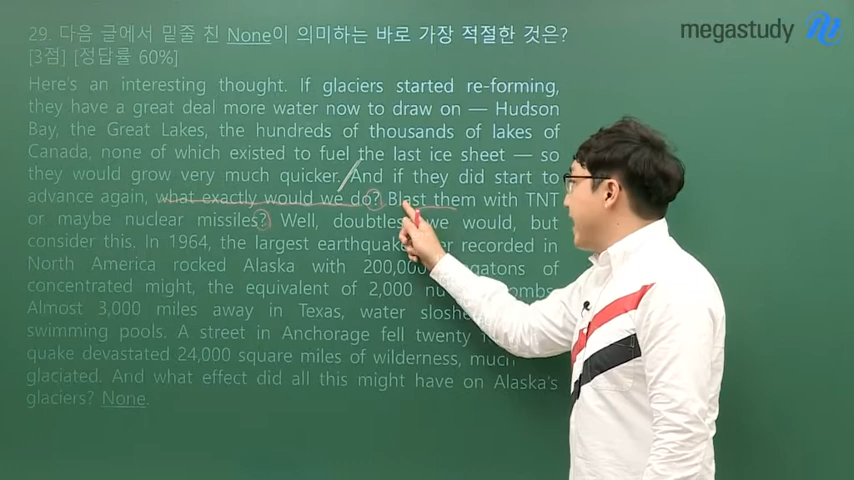 29. 다음 글에서 밑줄 친 None이 의미하는 바로 가장 적절한 것은?
[3점] [정답률 60%]
megastudy
Here's an interesting thought. If glaciers started re-forming,
they have a great deal more water now to draw on — Hudson
Bay, the Great Lakes, the hundreds of thousands of lakes of
Canada, none of which existed to fuel the last ice sheet — so
they would grow very much quicker. And if they did start to
advance again, what exactly would we do? Blast them with TNT
or maybe nuclear missiles? Well, doubtless we would, but
consider this. In 1964, the largest earthquake recorded in
North America rocked Alaska with 200,000 of
concentrated might, the equivalent of 2,000
Almost 3,000 miles away in Texas, water
swimming pools. A street in Anchorage fell twenty
quake devastated 24,000 square miles of wilderness, much
glaciated. And what effect did all this might have on Alaska's
glaciers? None.